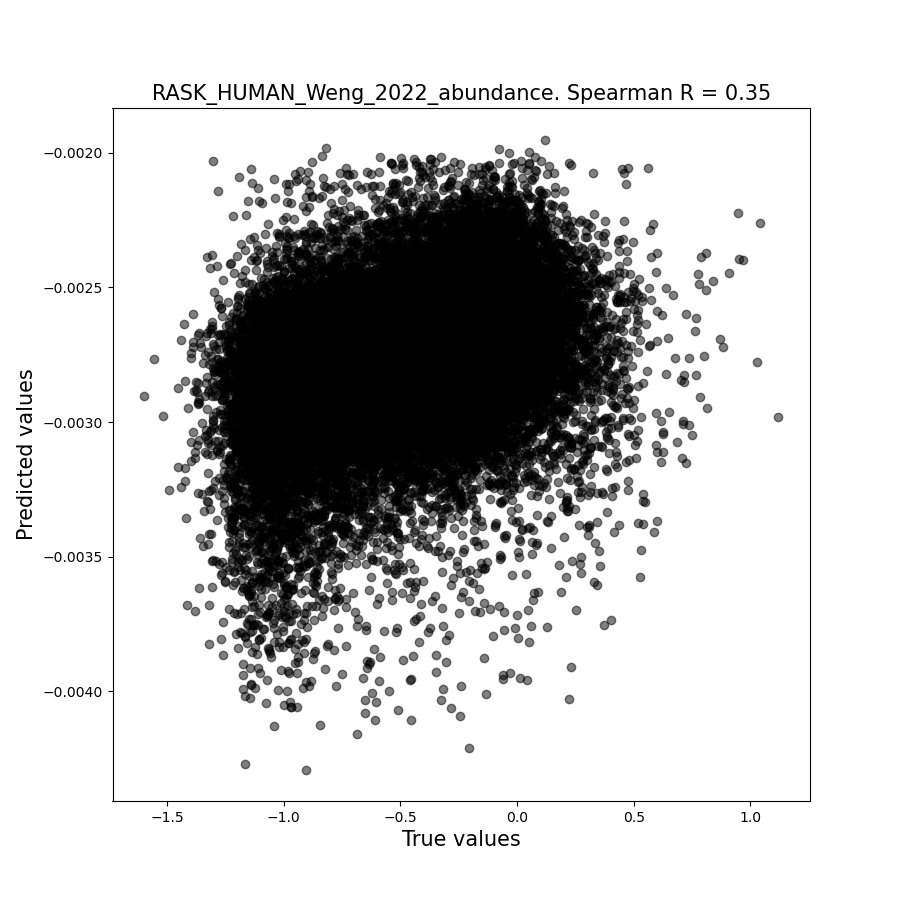 RASK_HUMAN_Weng_2022_abundance. Spearman R = 0.35
−0.0020
−0.0025
−0.0030
−0.0035
−0.0040
Predicted values
−1.5 −1.0 −0.5 0.0 0.5 1.0
True values